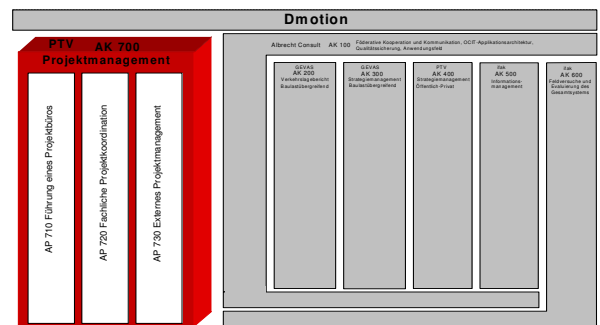 Dmotion
PTV AK 700
Projektmanagement
AP 710 Führung eines Projektbüros
AP 720 Fachliche Projektkoordination
AP 730 Externes Projektmanagement
Albrecht Consult AK 100 Föderative Kooperation und Kommunikation, OCIT-Applikationsarchitektur,
Qualitätssicherung, Anwendungsfeld
GEVAS
AK 200
Verkehrslagebericht
Baulastübergreifend
GEVAS
AK 300
Strategiemanagement
Baulastübergreifend
PTV
AK 400
Strategiemanagement
Öffentlich-Privat
ifak
AK 500
Informations-
management
ifak
AK 600
Feldversuche und
Evaluierung des
Gesamtsystems